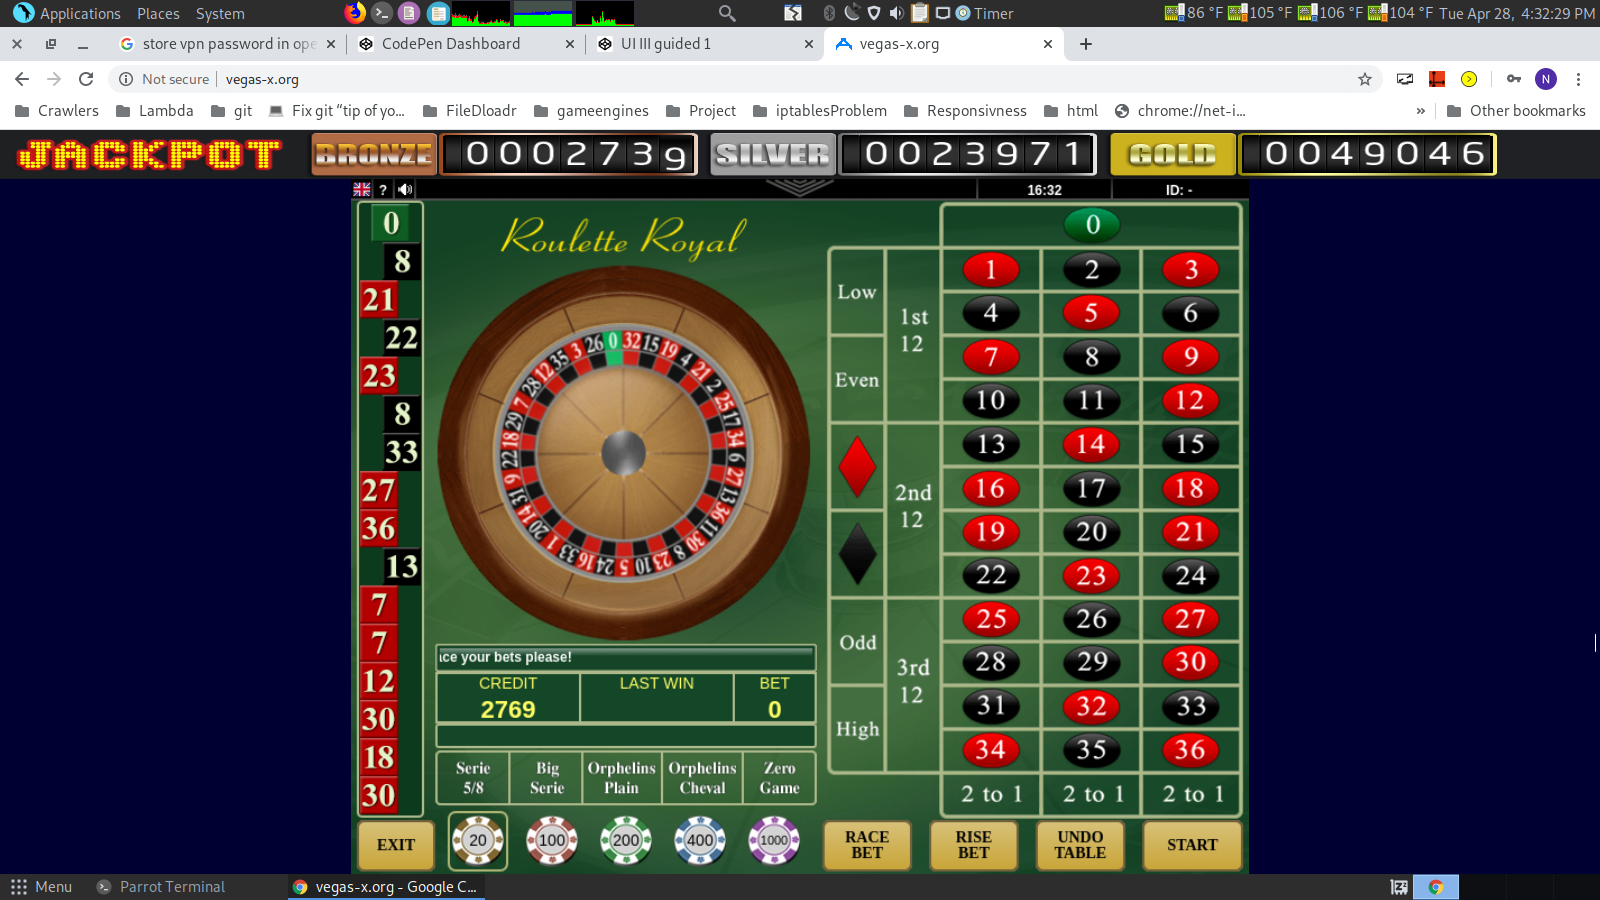 Applications Places System Timer 86 °F 105 °F 106 °F 104 °F Tue Apr 28, 4:32:29 PM
store vpn password in ope
CodePen Dashboard
UI III guided 1
vegas-x.org
Not secure vegas-x.org N
Crawlers Lambda git Fix git “tip of yo… FileDloadr gameengines Project iptablesProblem Responsivness html chrome://net-i… » Other bookmarks
JACKPOT BRONZE 0002739 SILVER 0023971 GOLD 0049046
? 16:32 ID: -
Roulette Royal
0
8
21
22
23
8
33
27
36
13
7
7
12
30
18
30
0 32 15 19 4 21 2 25 17 34 6 27 13 36 11 30 8 23 10 5 24 16 33 1 20 14 31 9 22 18 29 7 28 12 35 3 26
ace your bets please!
CREDIT LAST WIN BET
2769 0
Serie 5/8
Big Serie
Orphelins Plain
Orphelins Cheval
Zero Game
0
1 2 3
4 5 6
7 8 9
10 11 12
13 14 15
16 17 18
19 20 21
22 23 24
25 26 27
28 29 30
31 32 33
34 35 36
2 to 1 2 to 1 2 to 1
Low
Even
Odd
High
1st 12
2nd 12
3rd 12
EXIT 20 100 200 400 1000
RACE BET
RISE BET
UNDO TABLE
START
Menu Parrot Terminal vegas-x.org - Google C…